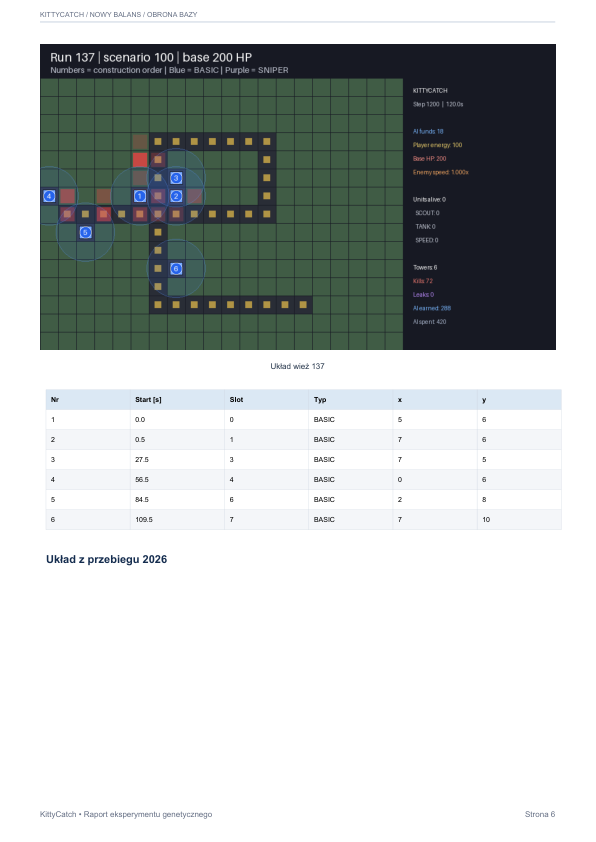 KITTYCATCH / NOWY BALANS / OBRONA BAZY
Run 137 | scenario 100 | base 200 HP
Numbers = construction order | Blue = BASIC | Purple = SNIPER
KITTYCATCH
Step 1200 | 120.0s
AI funds: 18
Player energy: 100
Base HP: 200
Enemy speed: 1.000x
Units alive: 0
SCOUT: 0
TANK: 0
SPEED: 0
Towers: 6
Kills: 72
Leaks: 0
AI earned: 288
AI spent: 420
3
4 1 2
5
6
Układ wież 137
Nr Start [s] Slot Typ x y
1 0.0 0 BASIC 5 6
2 0.5 1 BASIC 7 6
3 27.5 3 BASIC 7 5
4 56.5 4 BASIC 0 6
5 84.5 6 BASIC 2 8
6 109.5 7 BASIC 7 10
Układ z przebiegu 2026
KittyCatch • Raport eksperymentu genetycznego
Strona 6